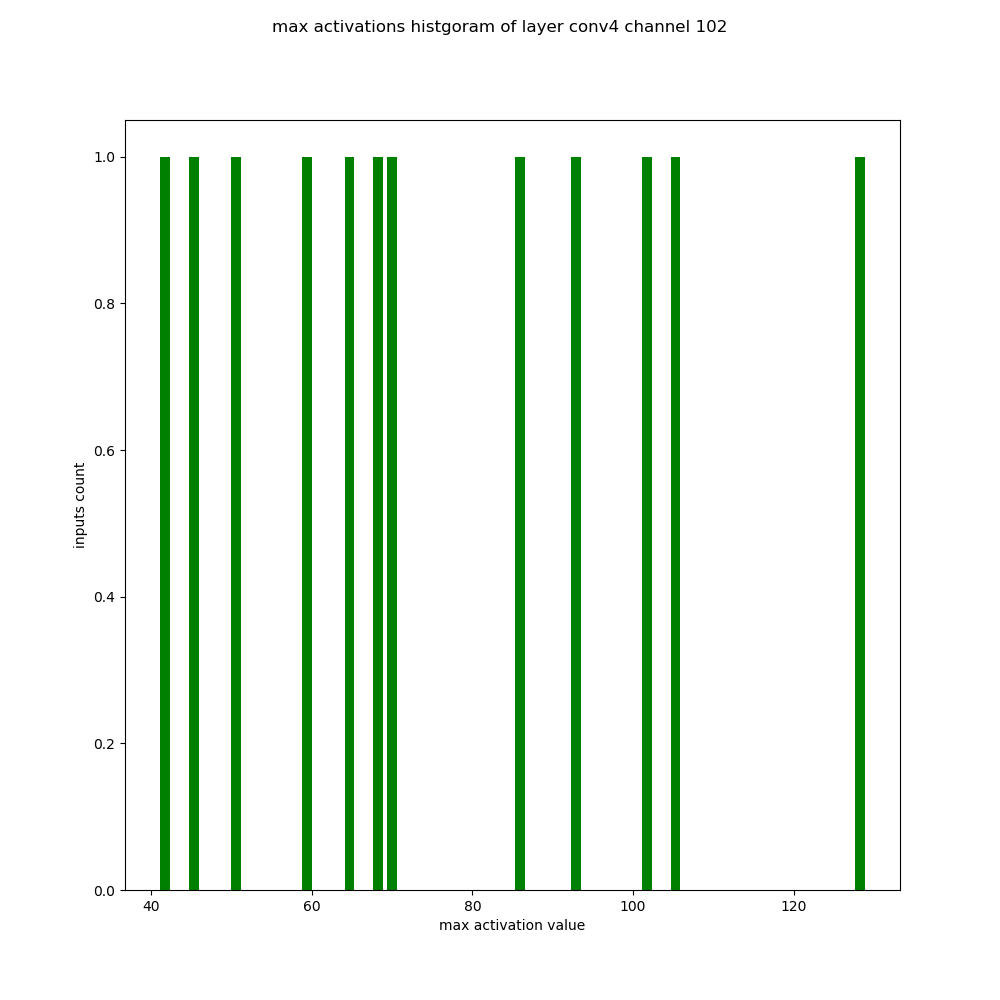 max activations histgoram of layer conv4 channel 102
1.0
0.8
0.6
0.4
0.2
0.0
inputs count
40 60 80 100 120
max activation value